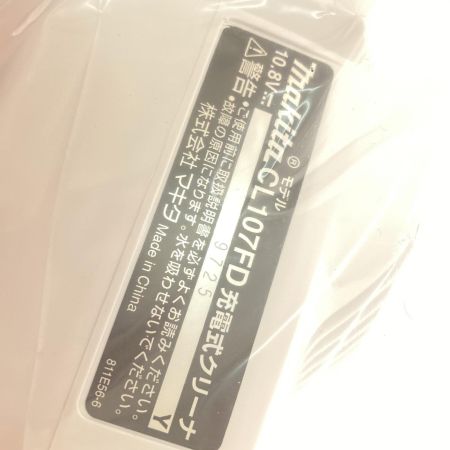 makita® モデル CL107FD 充電式クリーナ
10.8V⎓ 9725 Y
⚠警告 •ご使用前に取扱説明書を必ずよくお読みください。
•故障の原因になります。水を吸わせないでください。
株式会社 マキタ Made in China
811E56-6